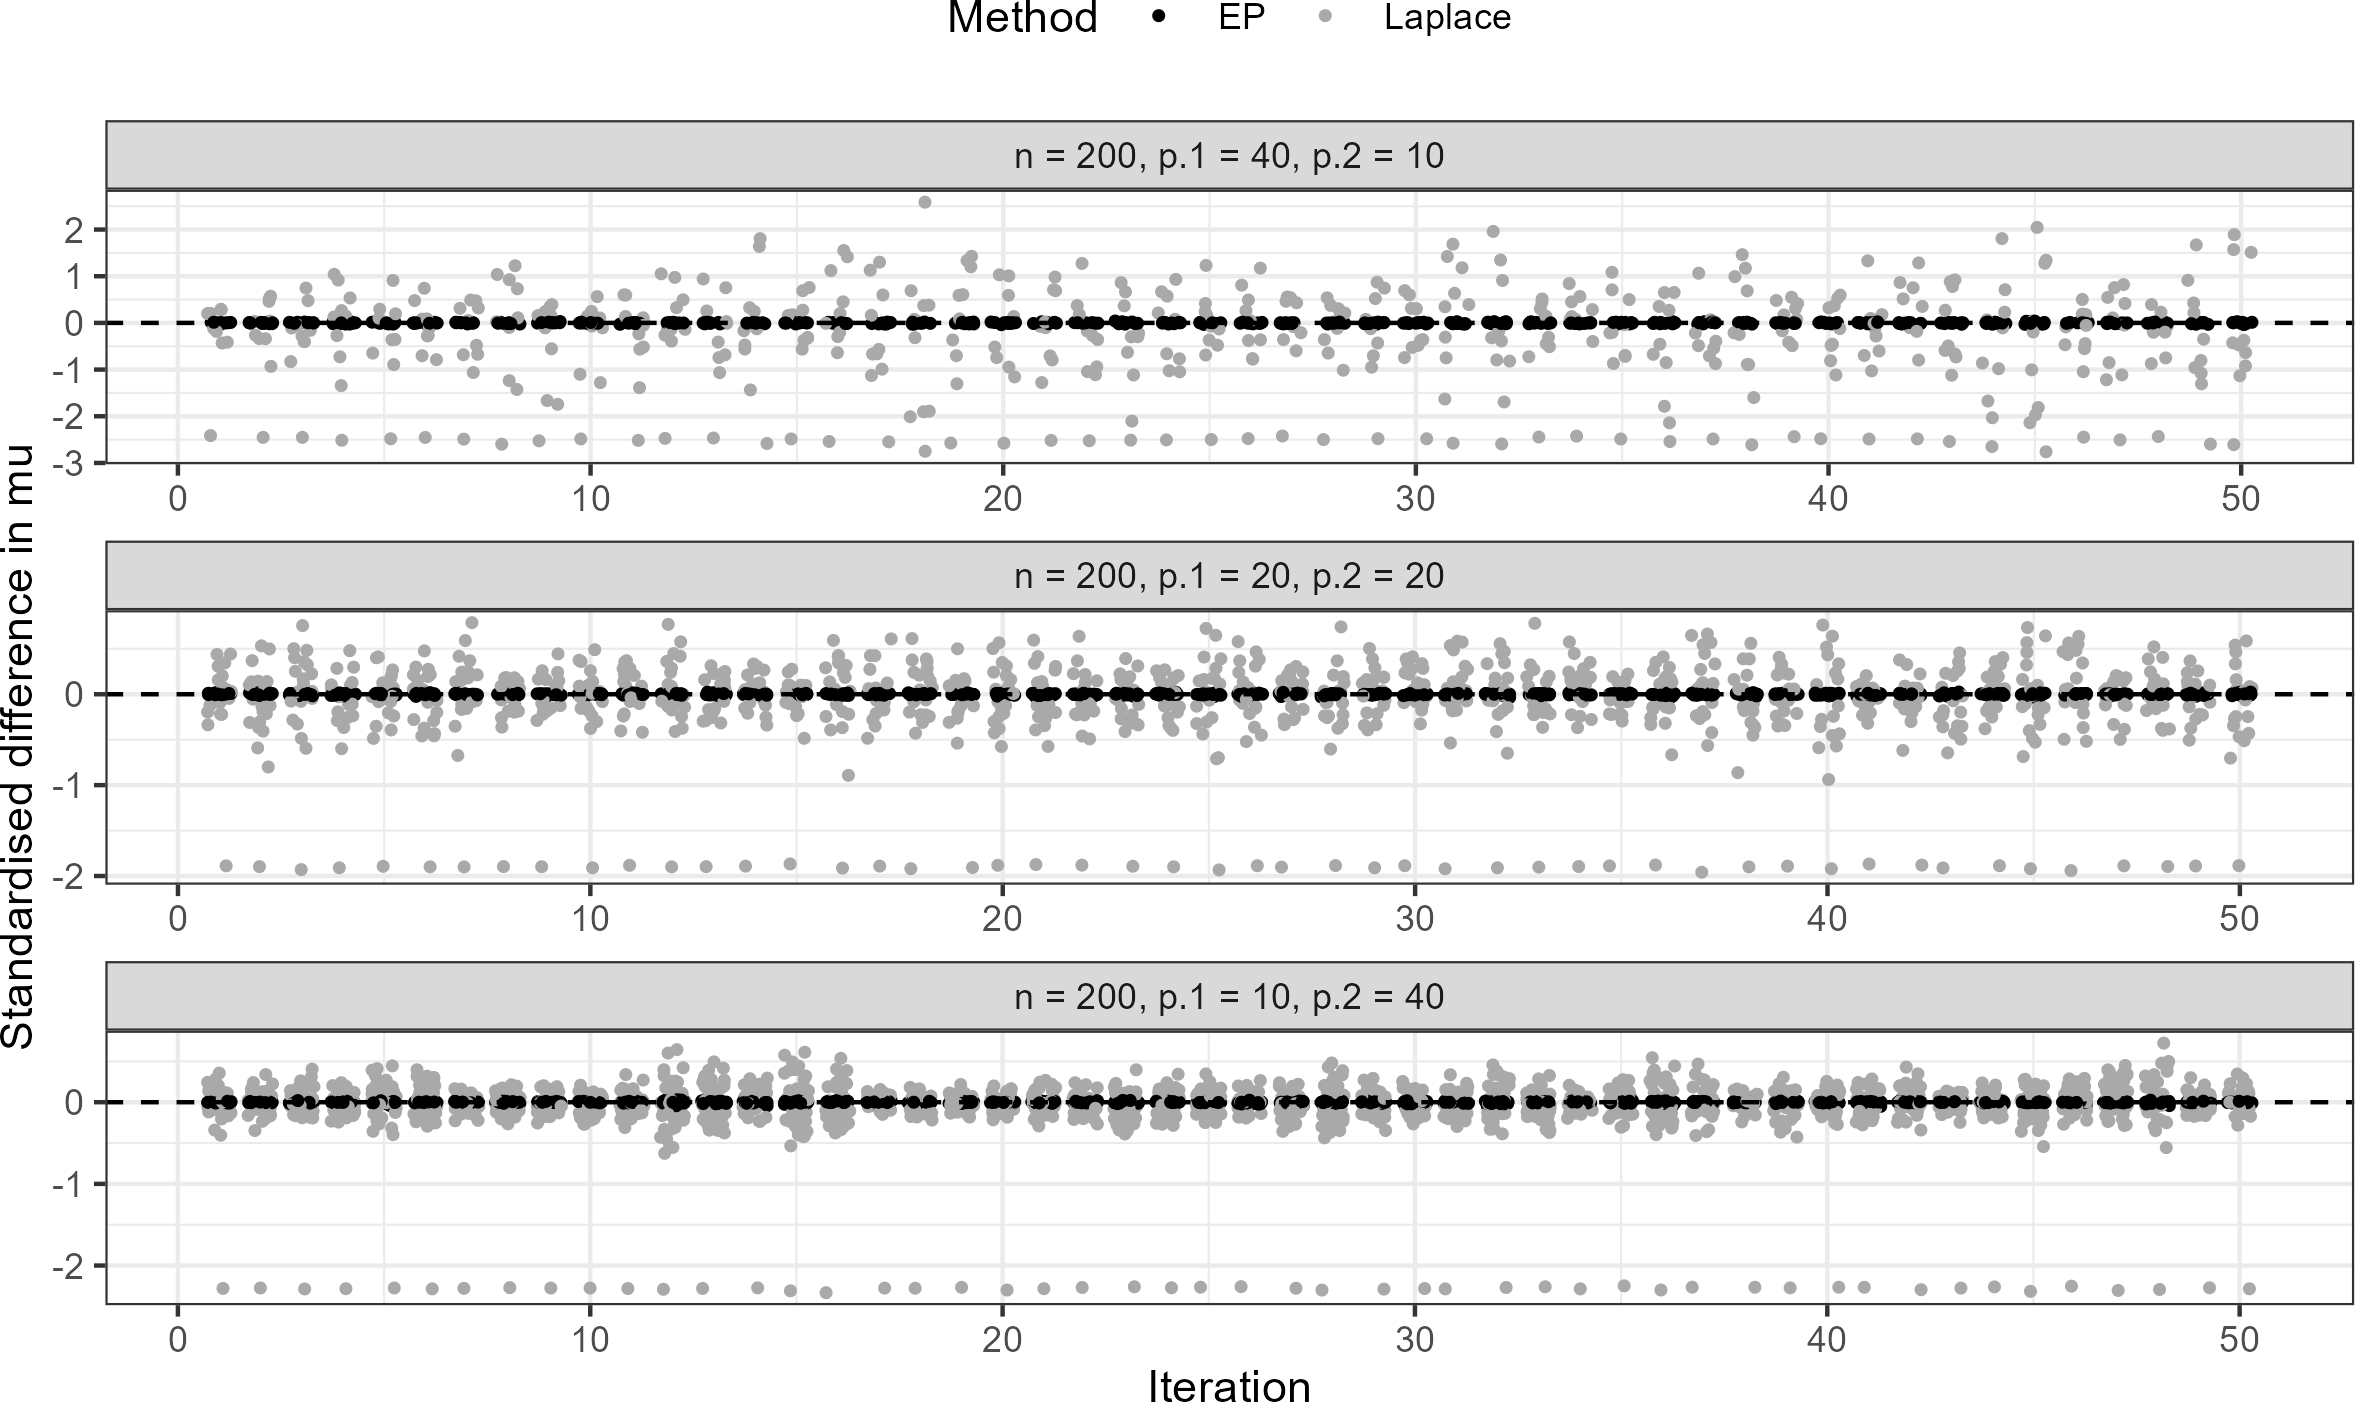 Method EP Laplace
n = 200, p.1 = 40, p.2 = 10
2
1
0
-1
-2
-3
0 10 20 30 40 50
n = 200, p.1 = 20, p.2 = 20
0
-1
-2
0 10 20 30 40 50
n = 200, p.1 = 10, p.2 = 40
0
-1
-2
0 10 20 30 40 50
Standardised difference in mu
Iteration